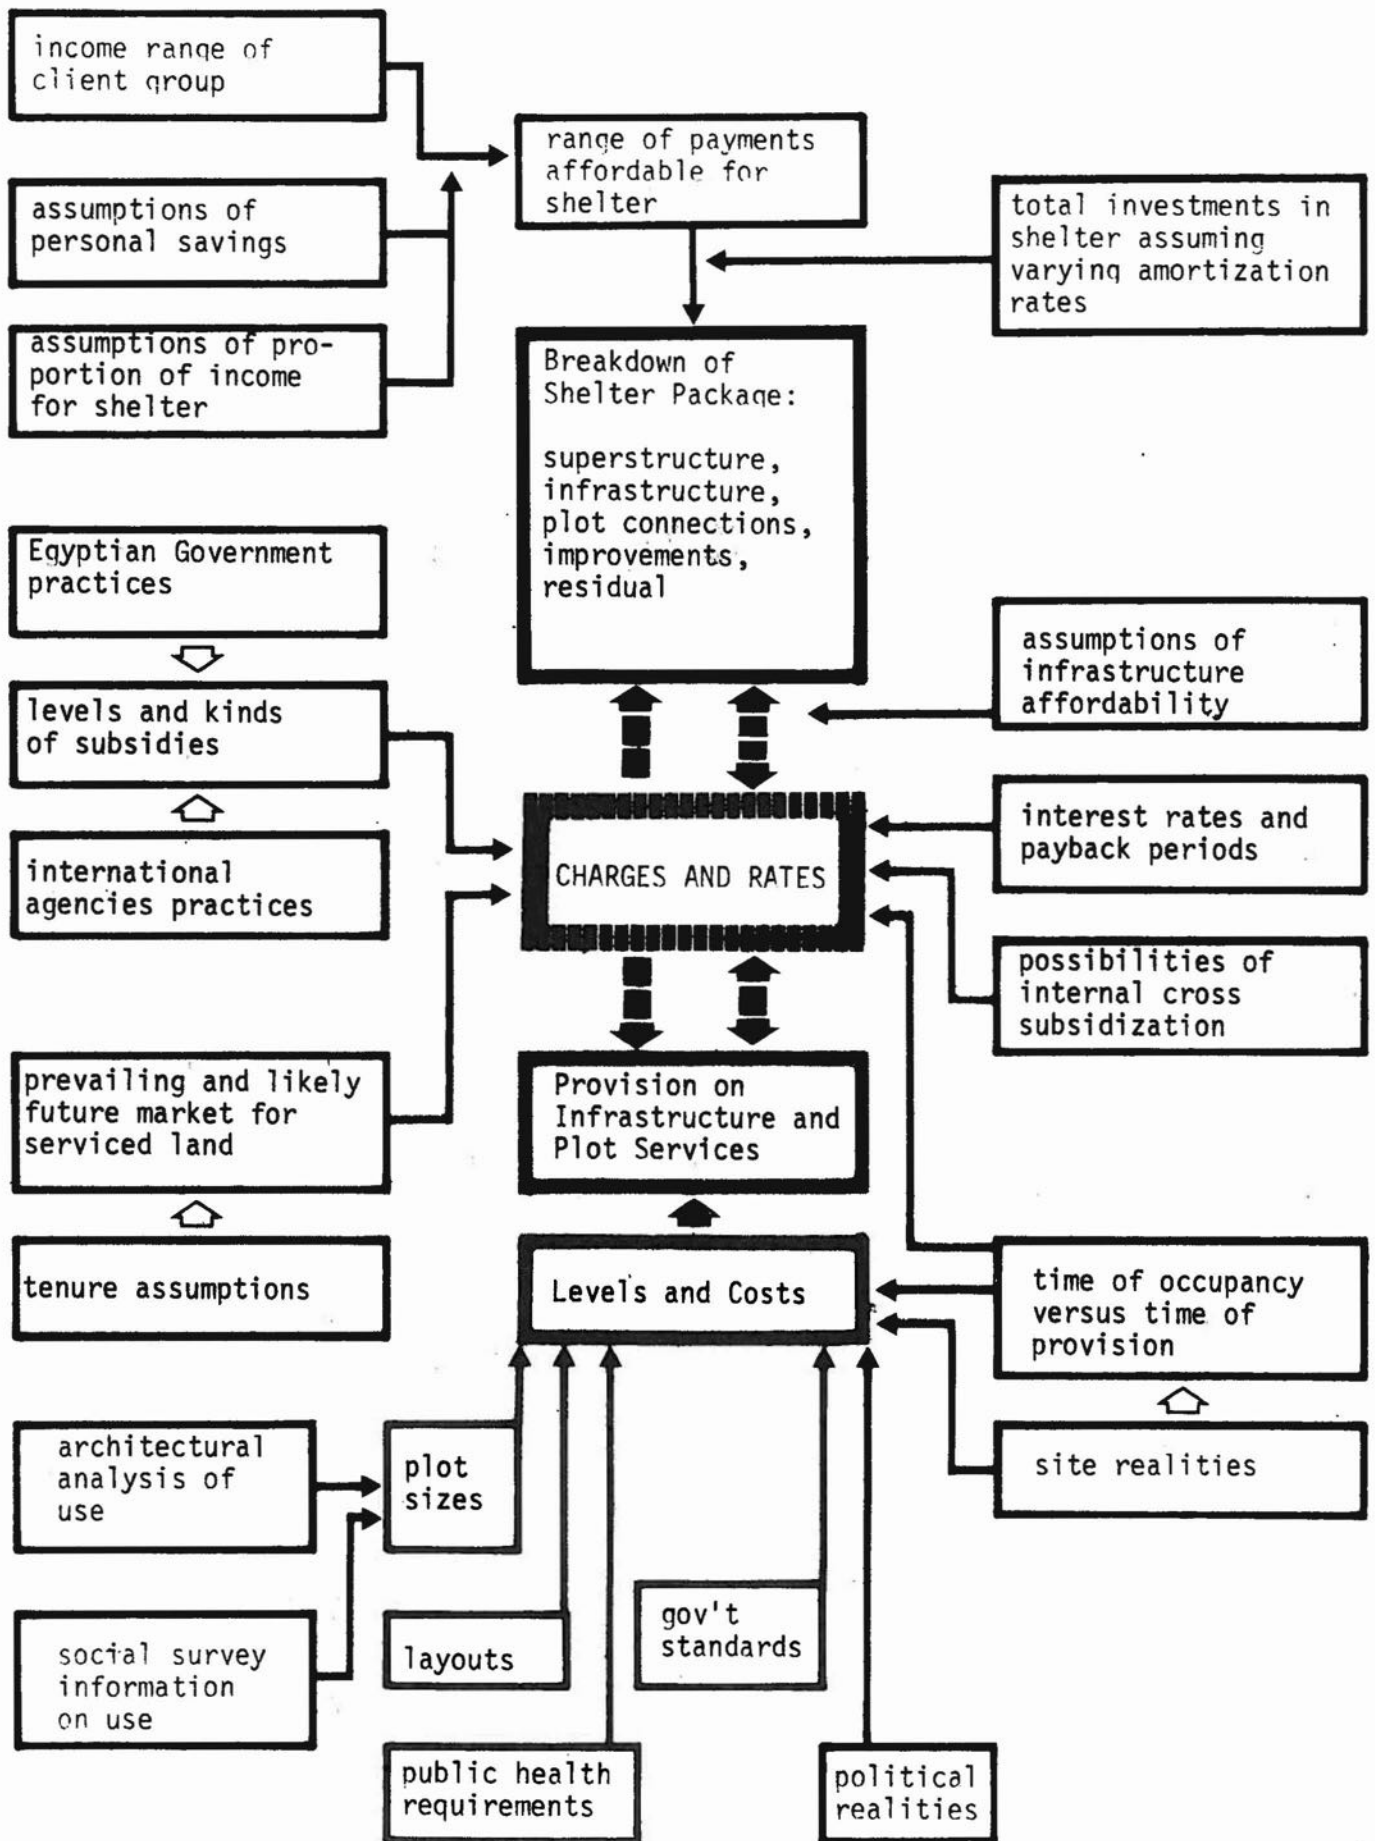 income range of
client group
range of payments
affordable for
shelter
assumptions of
personal savings
total investments in
shelter assuming
varying amortization
rates
assumptions of pro-
portion of income
for shelter
Breakdown of
Shelter Package:
superstructure,
infrastructure,
plot connections,
improvements,
residual
Egyptian Government
practices
assumptions of
infrastructure
affordability
levels and kinds
of subsidies
interest rates and
payback periods
international
agencies practices
CHARGES AND RATES
possibilities of
internal cross
subsidization
prevailing and likely
future market for
serviced land
Provision on
Infrastructure and
Plot Services
tenure assumptions
Levels and Costs
time of occupancy
versus time of
provision
architectural
analysis of
use
plot
sizes
site realities
social survey
information
on use
layouts
gov't
standards
public health
requirements
political
realities